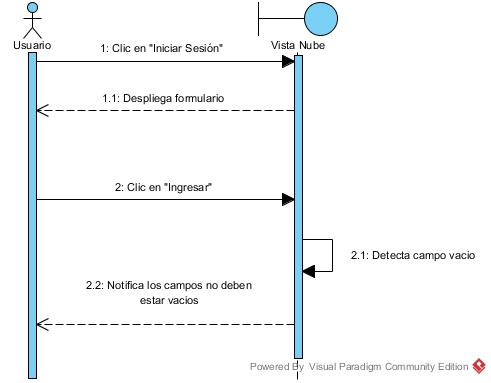 Usuario
Vista Nube
1: Clic en "Iniciar Sesión"
1.1: Despliega formulario
2: Clic en "Ingresar"
2.1: Detecta campo vacio
2.2: Notifica los campos no deben
estar vacios
Powered By Visual Paradigm Community Edition